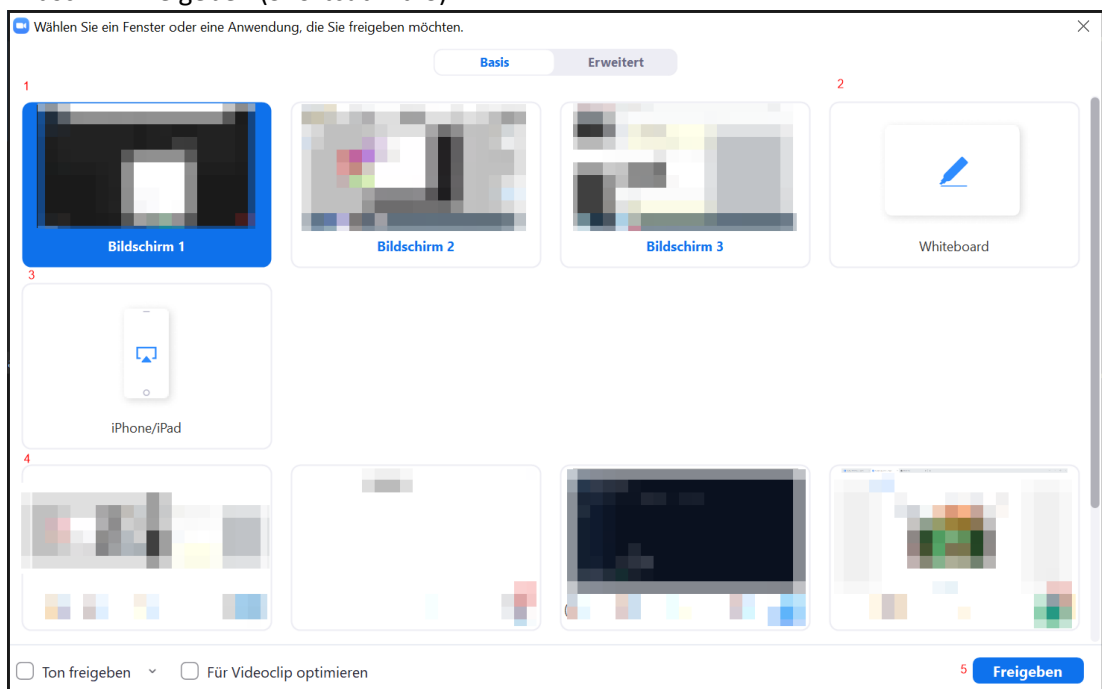 Wählen Sie ein Fenster oder eine Anwendung, die Sie freigeben möchten.
Basis Erweitert
1 2
Bildschirm 1 Bildschirm 2 Bildschirm 3 Whiteboard
3
iPhone/iPad
4
Ton freigeben Für Videoclip optimieren 5 Freigeben